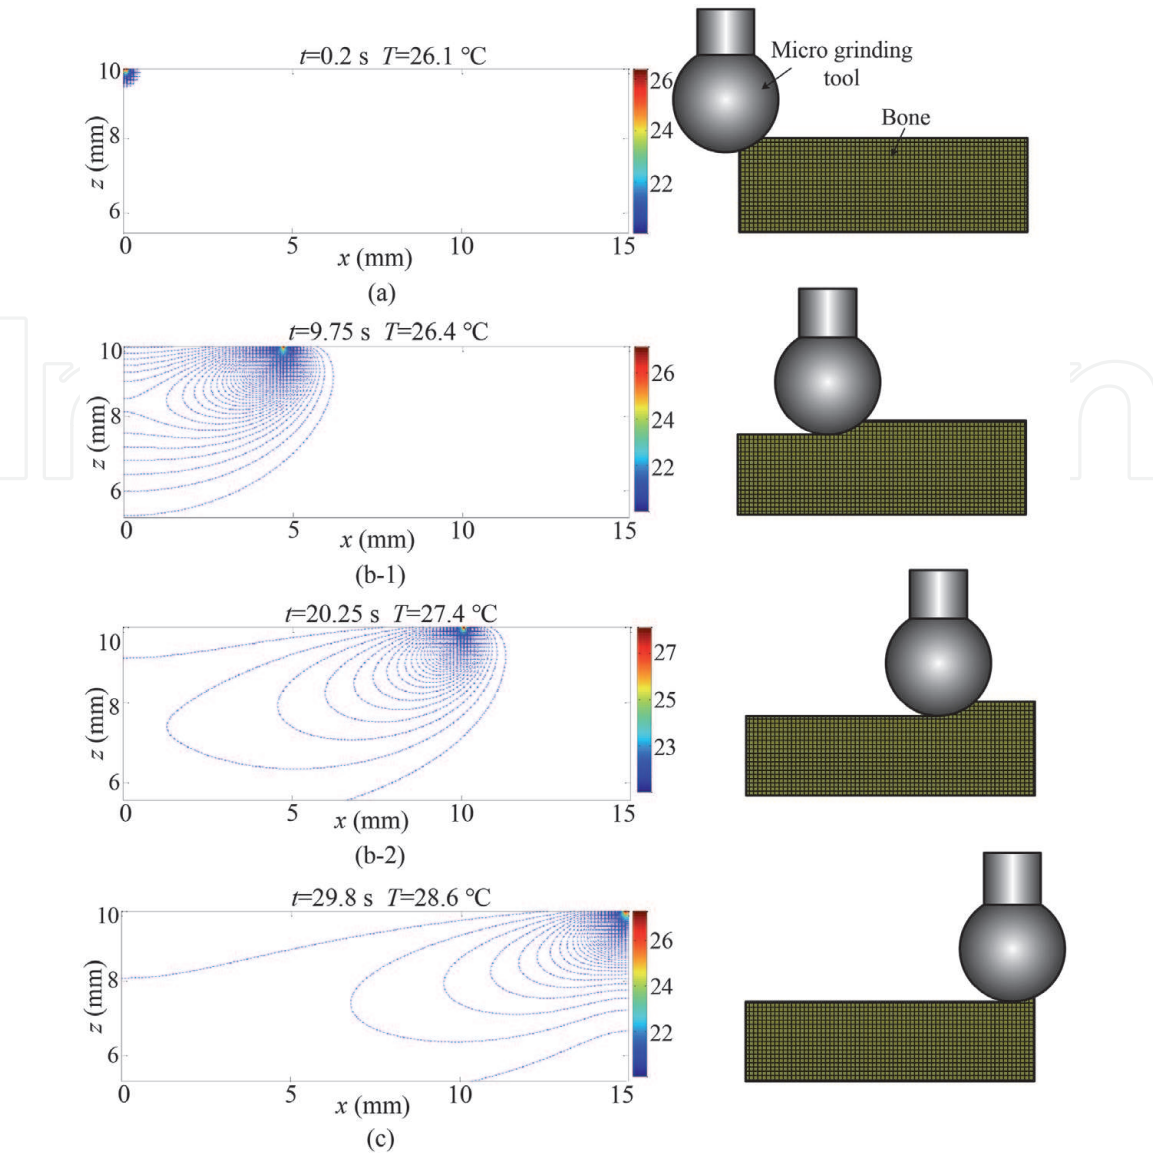 t=0.2 s T=26.1 °C
10
8
6
z (mm)
0 5 10 15
x (mm)
26
24
22
(a)
Micro grinding
tool
Bone
t=9.75 s T=26.4 °C
10
8
6
z (mm)
0 5 10 15
x (mm)
26
24
22
(b-1)
t=20.25 s T=27.4 °C
10
8
6
z (mm)
0 5 10 15
x (mm)
27
25
23
(b-2)
t=29.8 s T=28.6 °C
10
8
6
z (mm)
0 5 10 15
x (mm)
26
24
22
(c)